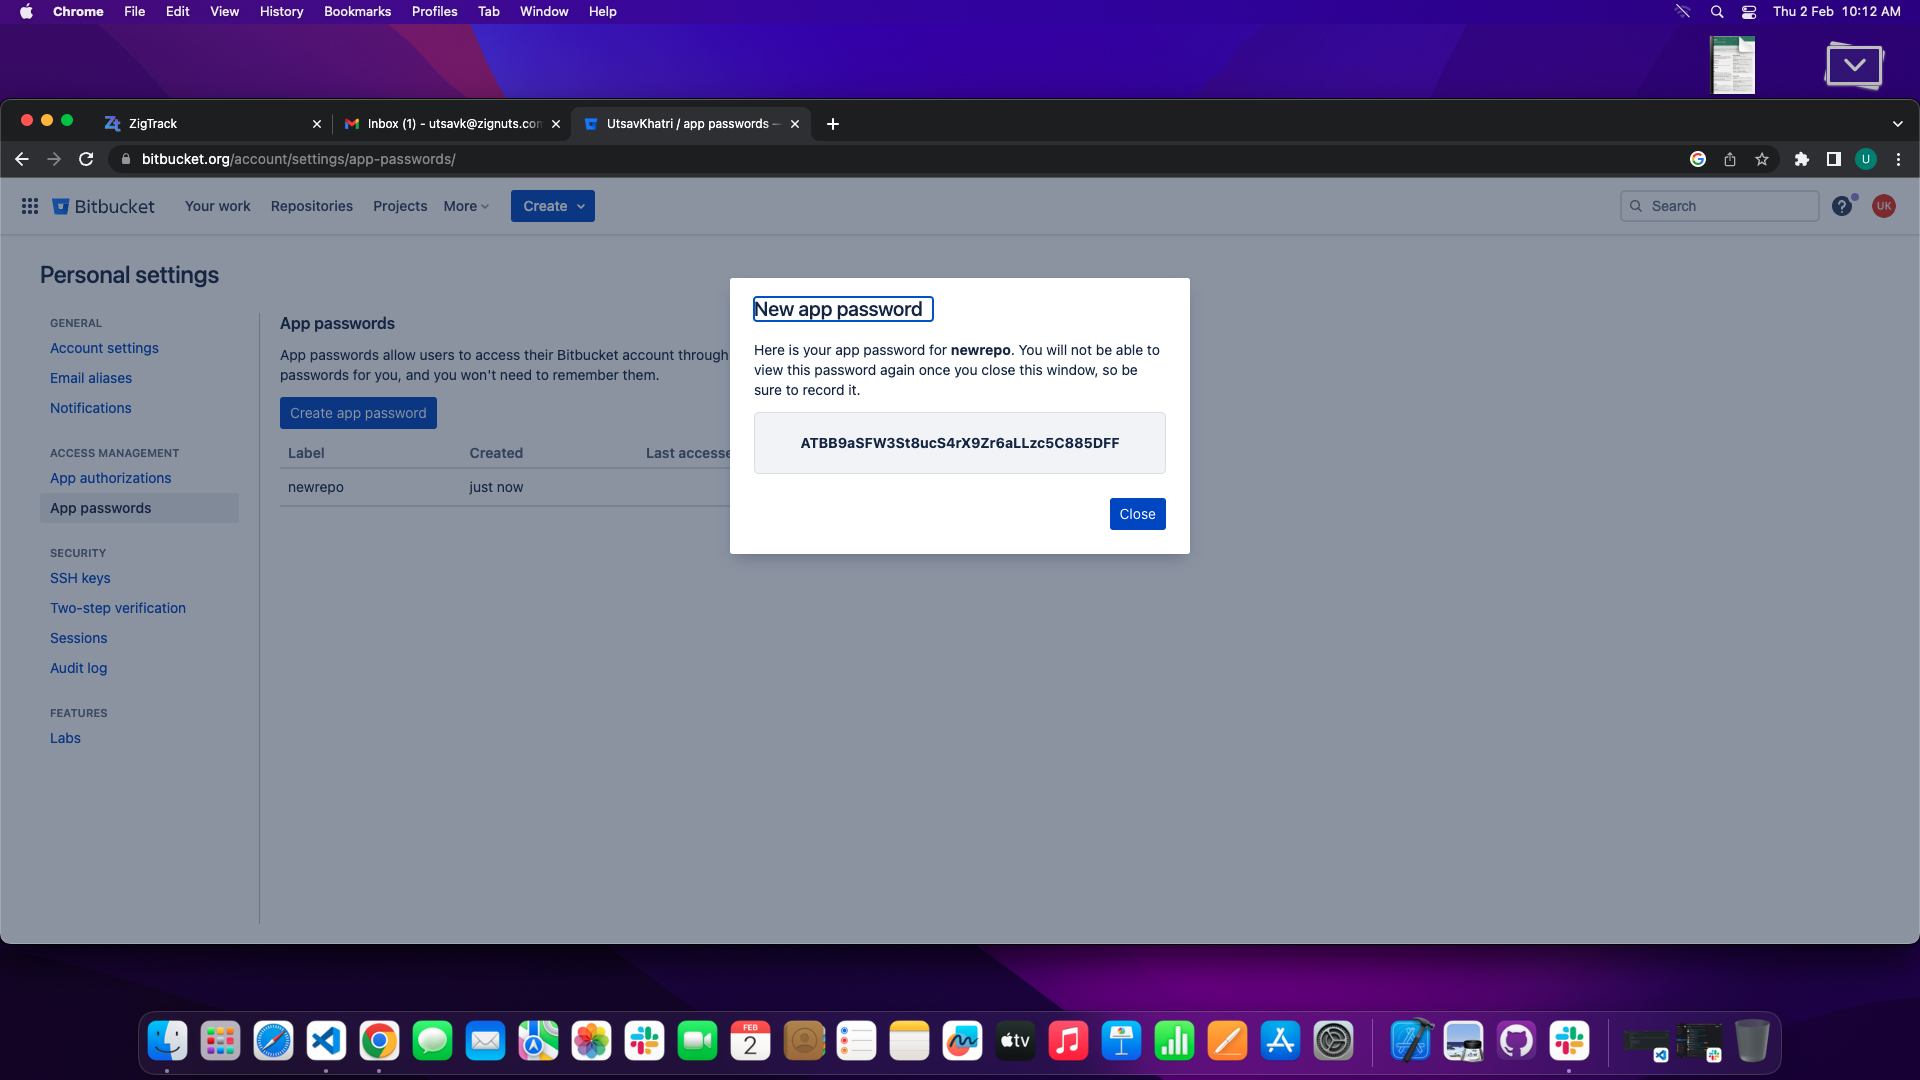 Chrome File Edit View History Bookmarks Profiles Tab Window Help Thu 2 Feb 10:12 AM
ZigTrack Inbox (1) - utsavk@zignuts.con UtsavKhatri / app passwords —
bitbucket.org/account/settings/app-passwords/ U
Bitbucket Your work Repositories Projects More Create Search ? UK
Personal settings
GENERAL
Account settings
Email aliases
Notifications
ACCESS MANAGEMENT
App authorizations
App passwords
SECURITY
SSH keys
Two-step verification
Sessions
Audit log
FEATURES
Labs
App passwords
App passwords allow users to access their Bitbucket account through
passwords for you, and you won't need to remember them.
Create app password
Label Created Last accesse
newrepo just now
New app password
Here is your app password for newrepo. You will not be able to
view this password again once you close this window, so be
sure to record it.
ATBB9aSFW3St8ucS4rX9Zr6aLLzc5C885DFF
Close
FEB
2
tv